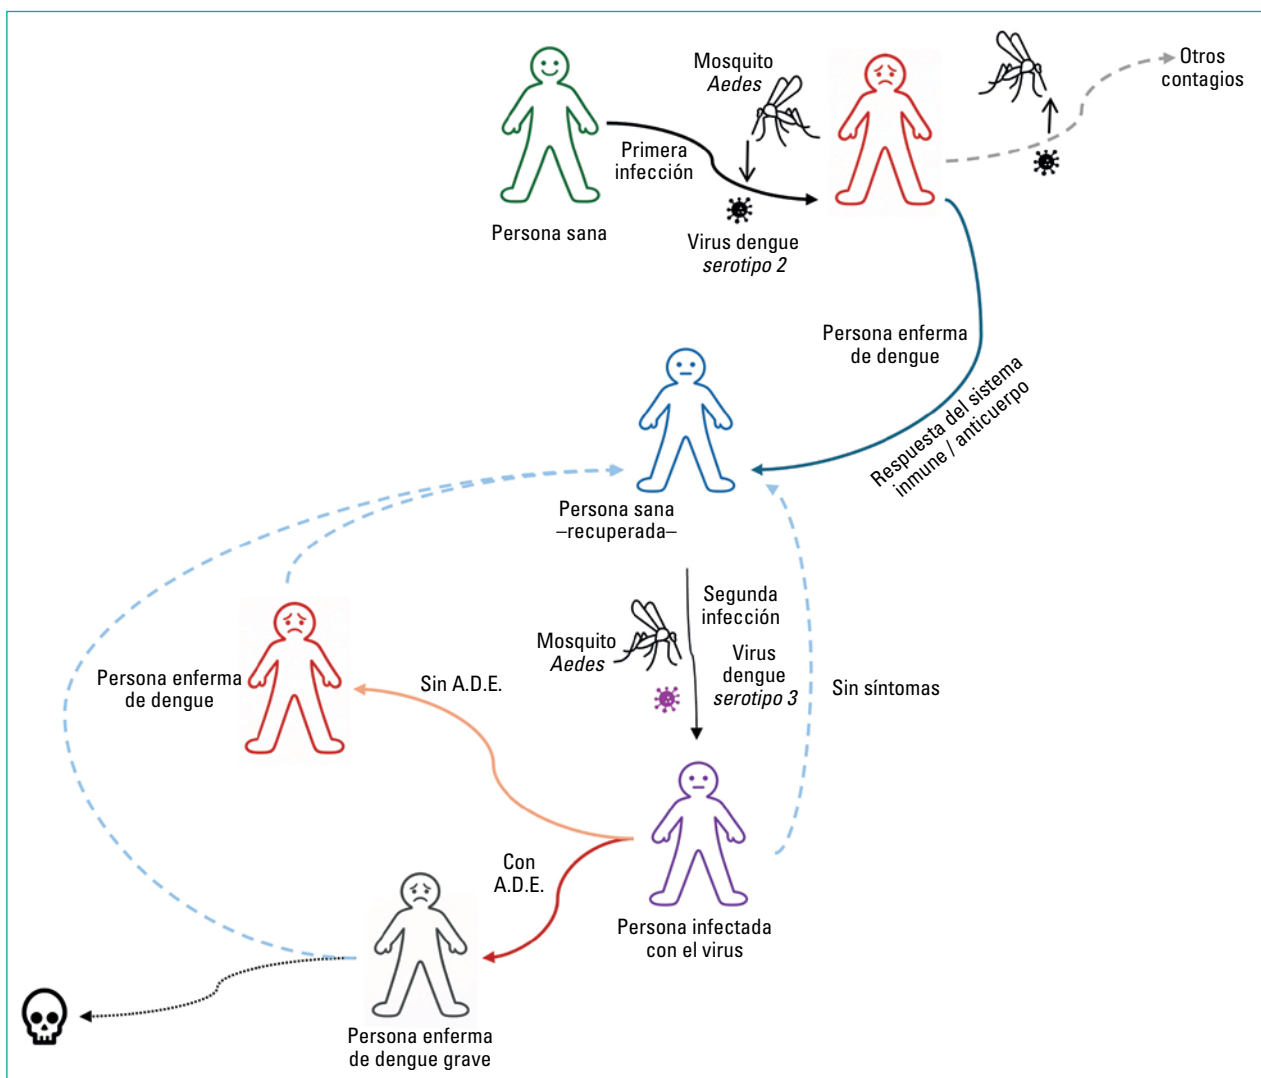 Mosquito
Aedes
Otros
contagios
Primera
infección
Persona sana
Virus dengue
serotipo 2
Persona enferma
de dengue
Respuesta del sistema
inmune / anticuerpo
Persona sana
–recuperada–
Segunda
infección
Mosquito
Aedes
Virus
dengue
serotipo 3
Sin síntomas
Persona enferma
de dengue
Sin A.D.E.
Con
A.D.E.
Persona infectada
con el virus
Persona enferma
de dengue grave